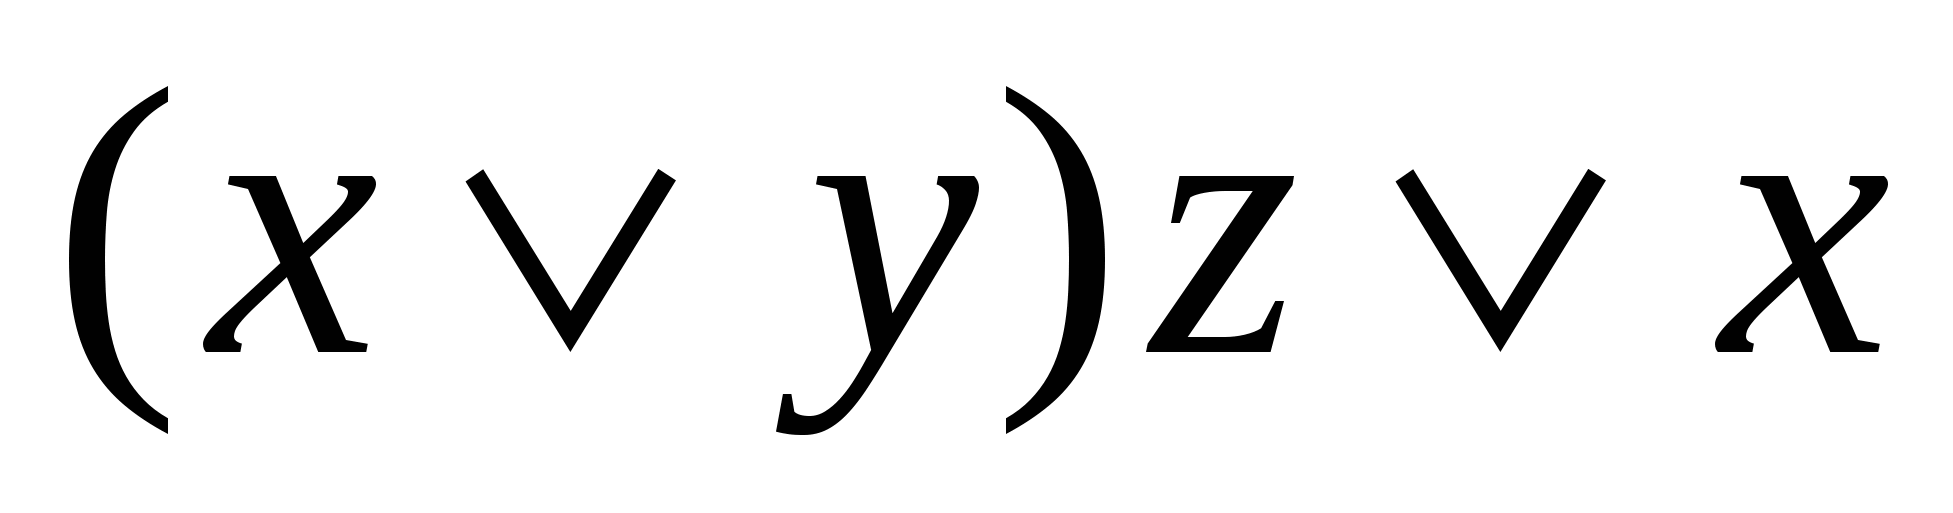 (x ∨ y)z ∨ x